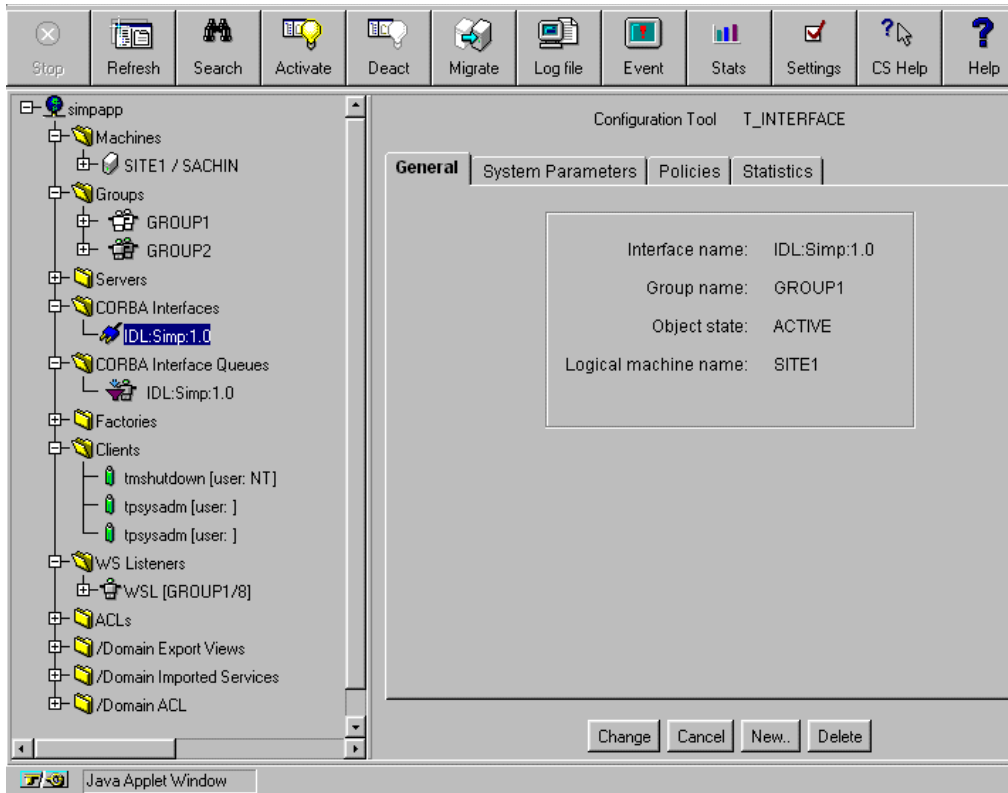 Stop Refresh Search Activate Deact Migrate Log file Event Stats Settings CS Help Help
simpapp
Machines
SITE1 / SACHIN
Groups
GROUP1
GROUP2
Servers
CORBA Interfaces
IDL:Simp:1.0
CORBA Interface Queues
IDL:Simp:1.0
Factories
Clients
tmshutdown [user: NT]
tpsysadm [user: ]
tpsysadm [user: ]
WS Listeners
WSL [GROUP1/8]
ACLs
/Domain Export Views
/Domain Imported Services
/Domain ACL
Configuration Tool T_INTERFACE
General System Parameters Policies Statistics
Interface name: IDL:Simp:1.0
Group name: GROUP1
Object state: ACTIVE
Logical machine name: SITE1
Change Cancel New.. Delete
Java Applet Window